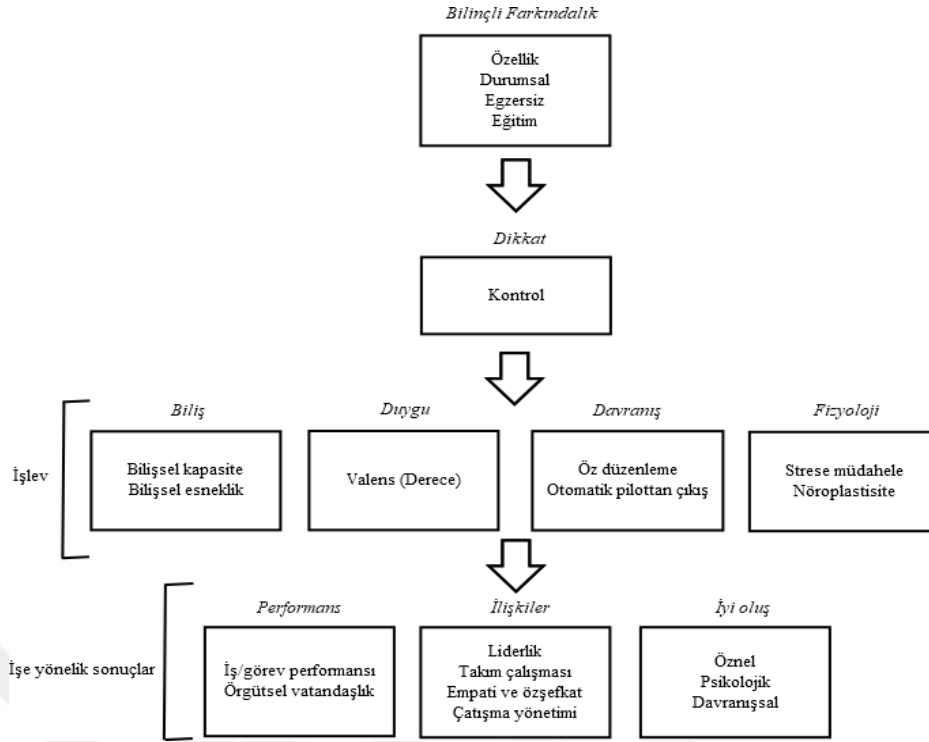 Bilinçli Farkındalık
Özellik
Durumsal
Egzersiz
Eğitim
Dikkat
Kontrol
İşlev
Biliş
Bilişsel kapasite
Bilişsel esneklik
Duygu
Valens (Derece)
Davranış
Öz düzenleme
Otomatik pilottan çıkış
Fizyoloji
Strese müdahele
Nöroplastisite
İşe yönelik sonuçlar
Performans
İş/görev performansı
Örgütsel vatandaşlık
İlişkiler
Liderlik
Takım çalışması
Empati ve özşefkat
Çatışma yönetimi
İyi oluş
Öznel
Psikolojik
Davranışsal